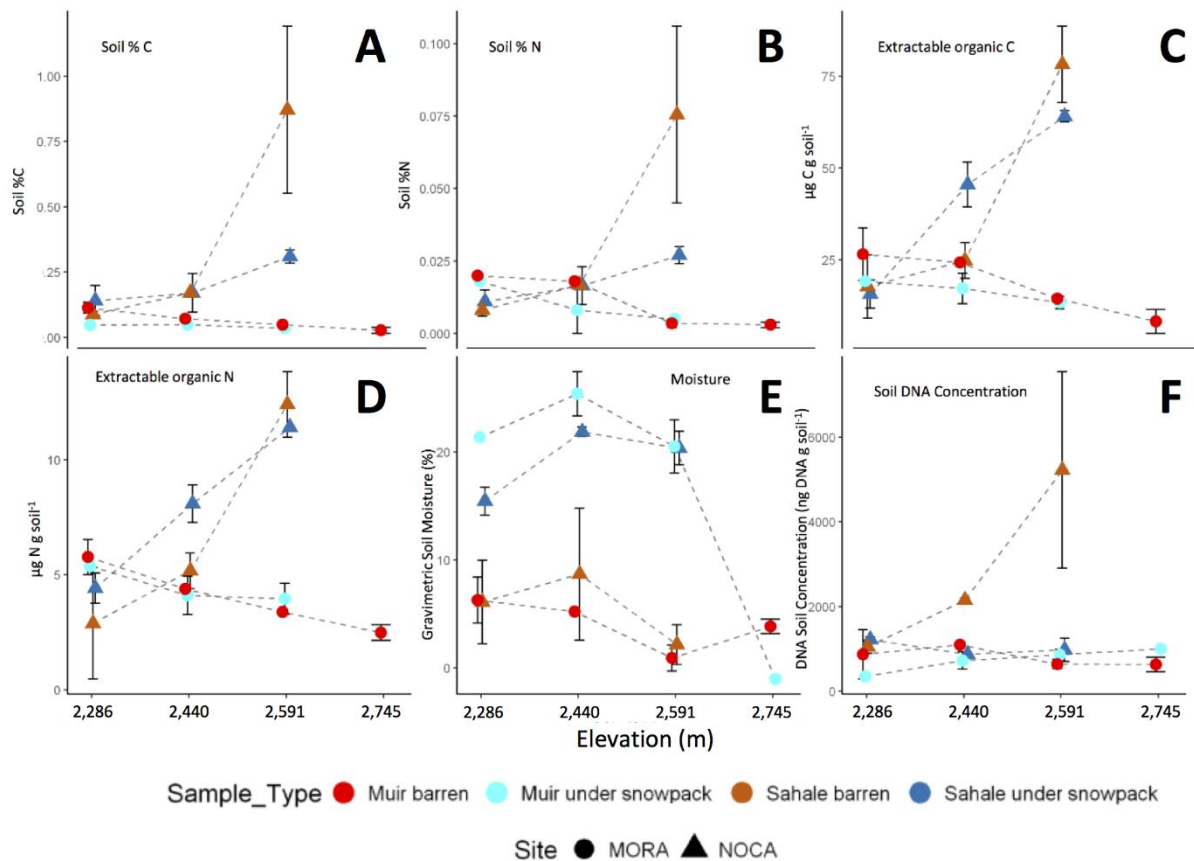 Soil % C
A
Soil %C
1.00
0.75
0.50
0.25
.25
.00
Soil % N
B
Soil %N
0.100
0.075
0.050
0.025
0.000
Extractable organic C
C
µg C g soil⁻¹
75
50
25
Extractable organic N
D
µg N g soil⁻¹
10
5
0
2,286 2,440 2,591 2,745
Moisture
E
Gravimetric Soil Moisture (%)
20
10
0
2,286 2,440 2,591 2,745
Soil DNA Concentration
F
DNA Soil Concentration (ng DNA g soil⁻¹)
6000
4000
2000
0
2,286 2,440 2,591 2,745
Elevation (m)
Sample_Type Muir barren Muir under snowpack Sahale barren Sahale under snowpack
Site MORA NOCA